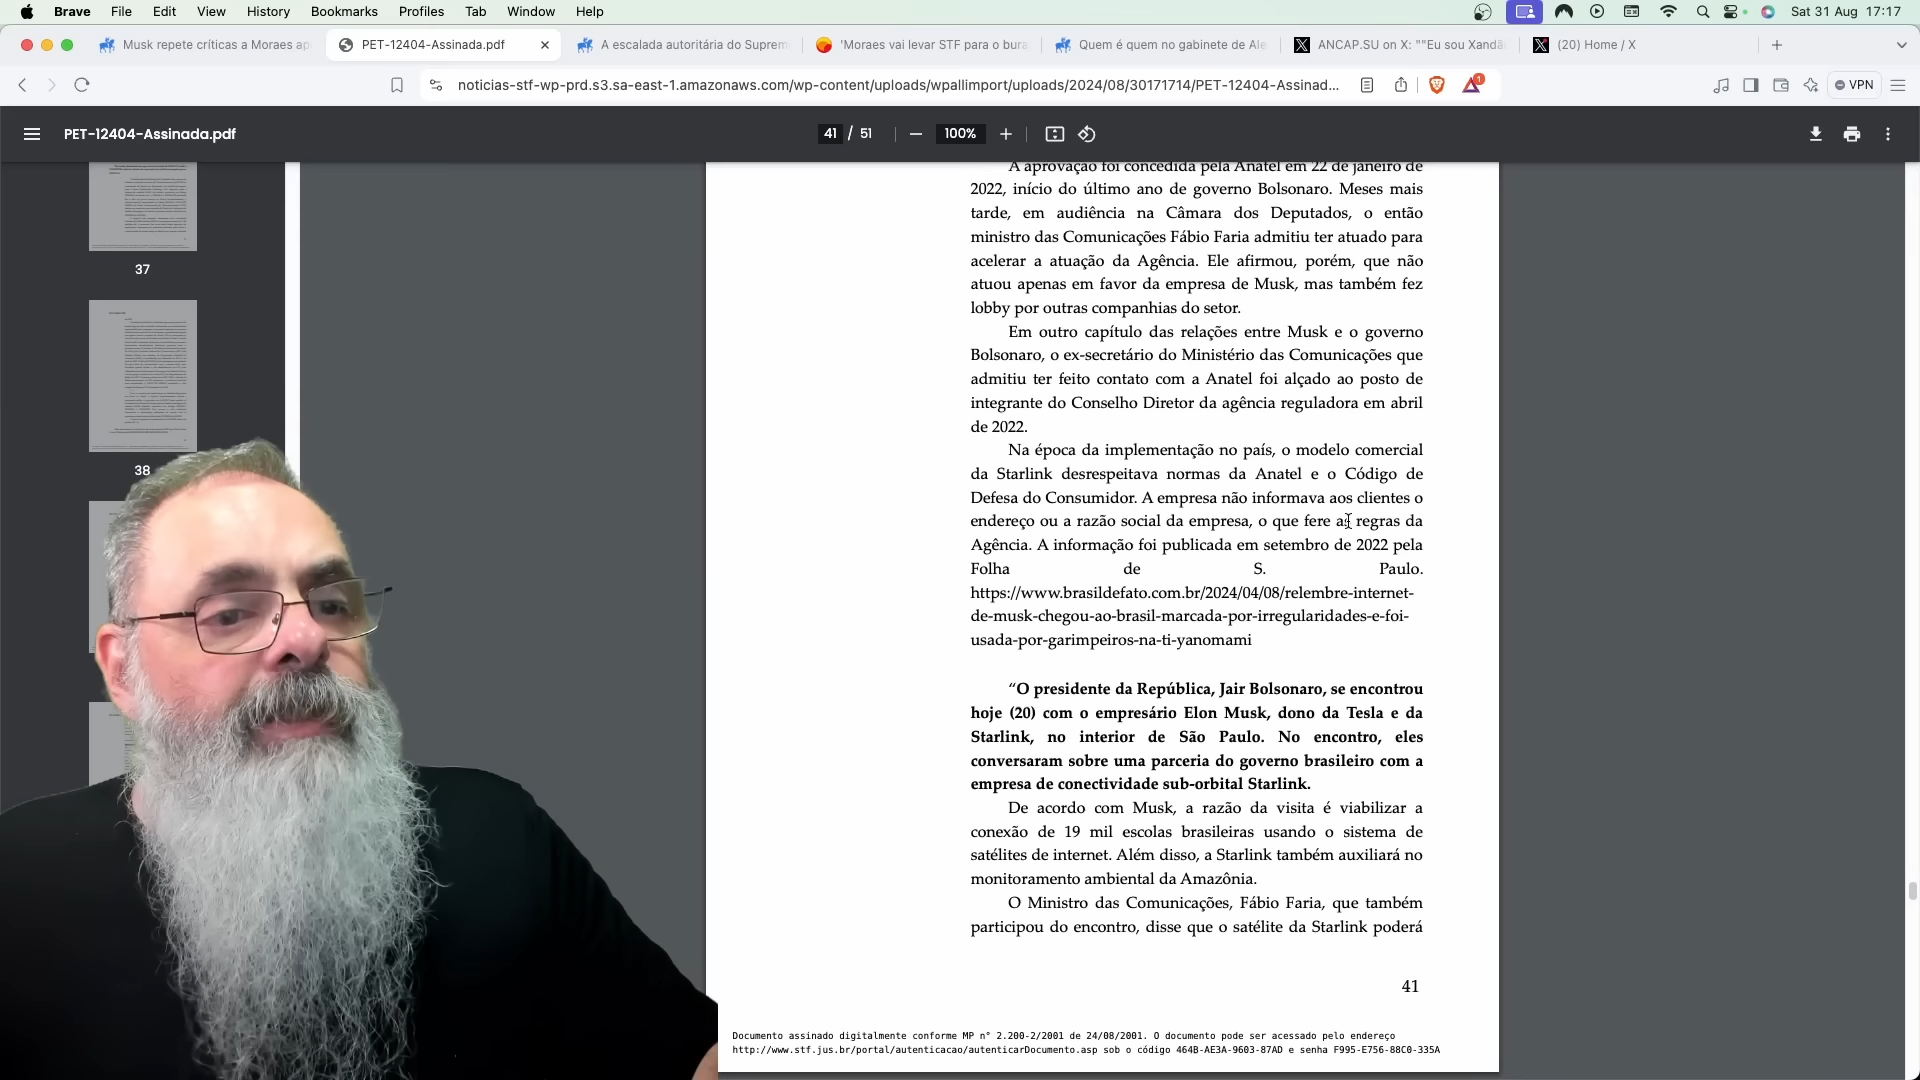 Brave File Edit View History Bookmarks Profiles Tab Window Help Sat 31 Aug 17:17
Musk repete críticas a Moraes ap PET-12404-Assinada.pdf A escalada autoritária do Suprem 'Moraes vai levar STF para o bura Quem é quem no gabinete de Ale ANCAP.SU on X: ""Eu sou Xandã (20) Home / X
noticias-stf-wp-prd.s3.sa-east-1.amazonaws.com/wp-content/uploads/wpallimport/uploads/2024/08/30171714/PET-12404-Assinad... 1 VPN
PET-12404-Assinada.pdf 41 / 51 100%
37
38
A aprovação foi concedida pela Anatel em 22 de janeiro de
2022, início do último ano de governo Bolsonaro. Meses mais
tarde, em audiência na Câmara dos Deputados, o então
ministro das Comunicações Fábio Faria admitiu ter atuado para
acelerar a atuação da Agência. Ele afirmou, porém, que não
atuou apenas em favor da empresa de Musk, mas também fez
lobby por outras companhias do setor.
Em outro capítulo das relações entre Musk e o governo
Bolsonaro, o ex-secretário do Ministério das Comunicações que
admitiu ter feito contato com a Anatel foi alçado ao posto de
integrante do Conselho Diretor da agência reguladora em abril
de 2022.
Na época da implementação no país, o modelo comercial
da Starlink desrespeitava normas da Anatel e o Código de
Defesa do Consumidor. A empresa não informava aos clientes o
endereço ou a razão social da empresa, o que fere as regras da
Agência. A informação foi publicada em setembro de 2022 pela
Folha de S. Paulo.
https://www.brasildefato.com.br/2024/04/08/relembre-internet-
de-musk-chegou-ao-brasil-marcada-por-irregularidades-e-foi-
usada-por-garimpeiros-na-ti-yanomami
“O presidente da República, Jair Bolsonaro, se encontrou
hoje (20) com o empresário Elon Musk, dono da Tesla e da
Starlink, no interior de São Paulo. No encontro, eles
conversaram sobre uma parceria do governo brasileiro com a
empresa de conectividade sub-orbital Starlink.
De acordo com Musk, a razão da visita é viabilizar a
conexão de 19 mil escolas brasileiras usando o sistema de
satélites de internet. Além disso, a Starlink também auxiliará no
monitoramento ambiental da Amazônia.
O Ministro das Comunicações, Fábio Faria, que também
participou do encontro, disse que o satélite da Starlink poderá
41
Documento assinado digitalmente conforme MP n° 2.200-2/2001 de 24/08/2001. O documento pode ser acessado pelo endereço
http://www.stf.jus.br/portal/autenticacao/autenticarDocumento.asp sob o código 464B-AE3A-9603-87AD e senha F995-E756-88C0-335A